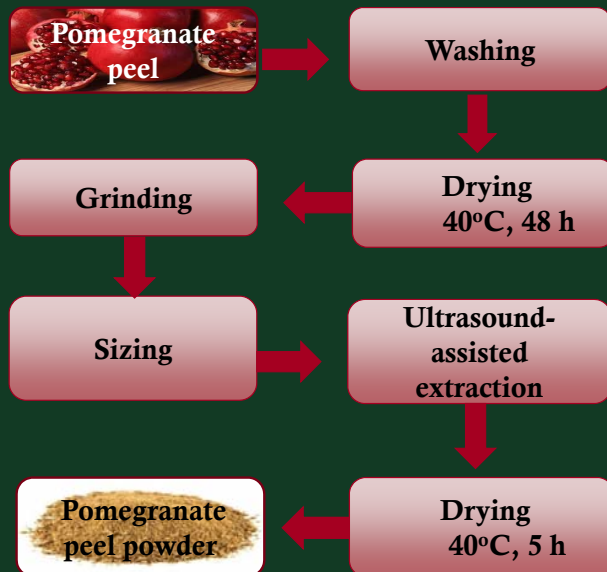 Pomegranate
peel
Washing
Drying
40°C, 48 h
Grinding
Sizing
Ultrasound-
assisted
extraction
Drying
40°C, 5 h
Pomegranate
peel powder